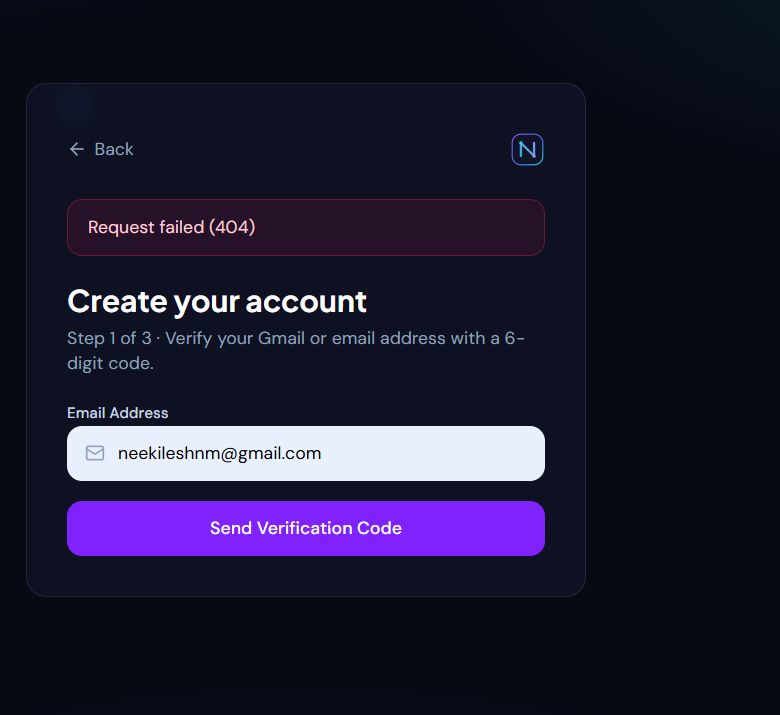 Back
N
Request failed (404)
Create your account
Step 1 of 3 · Verify your Gmail or email address with a 6-
digit code.
Email Address
neekileshnm@gmail.com
Send Verification Code